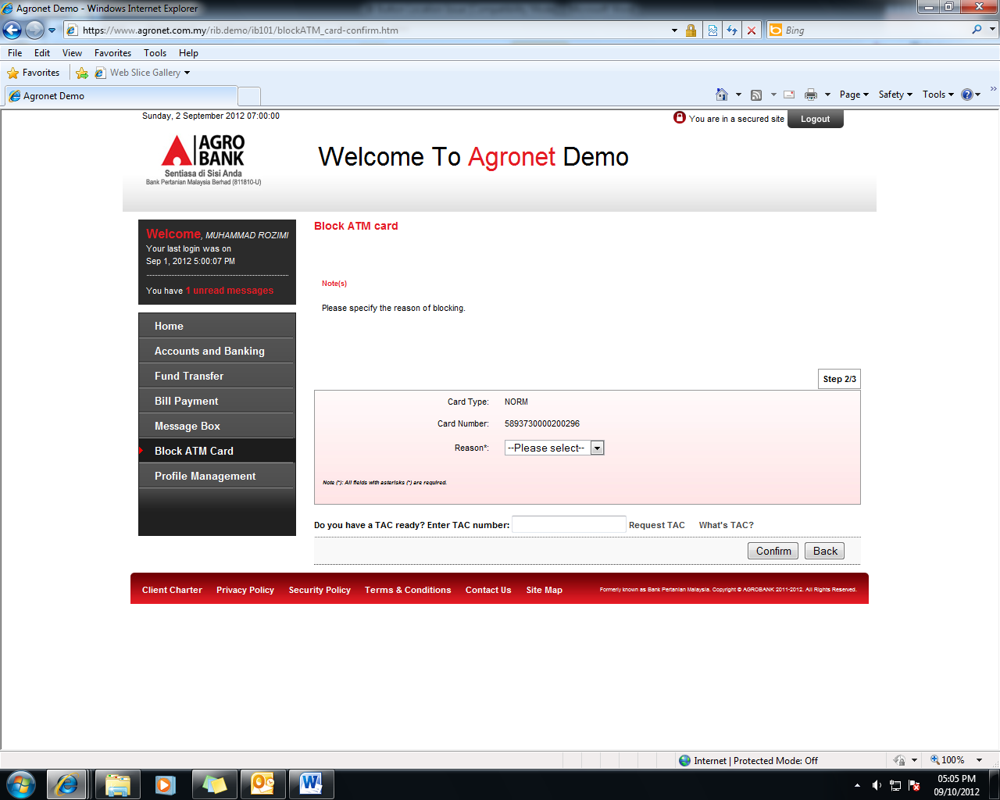 Agronet Demo - Windows Internet Explorer
https://www.agronet.com.my/rib.demo/ib101/blockATM_card-confirm.htm
Bing
File Edit View Favorites Tools Help
Favorites Web Slice Gallery
Agronet Demo
Page Safety Tools
Sunday, 2 September 2012 07:00:00
You are in a secured site Logout
AGRO
BANK
Sentiasa di Sisi Anda
Bank Pertanian Malaysia Berhad (811810-U)
Welcome To Agronet Demo
Welcome, MUHAMMAD ROZIMI
Your last login was on
Sep 1, 2012 5:00:07 PM
You have 1 unread messages
Home
Accounts and Banking
Fund Transfer
Bill Payment
Message Box
Block ATM Card
Profile Management
Block ATM card
Note(s)
Please specify the reason of blocking.
Step 2/3
Card Type: NORM
Card Number: 5893730000200296
Reason*: --Please select--
Note (*): All fields with asterisks (*) are required.
Do you have a TAC ready? Enter TAC number: Request TAC What's TAC?
Confirm Back
Client Charter Privacy Policy Security Policy Terms & Conditions Contact Us Site Map Formerly known as Bank Pertanian Malaysia. Copyright © AGROBANK 2011-2012. All Rights Reserved.
Internet | Protected Mode: Off 100%
05:05 PM
09/10/2012